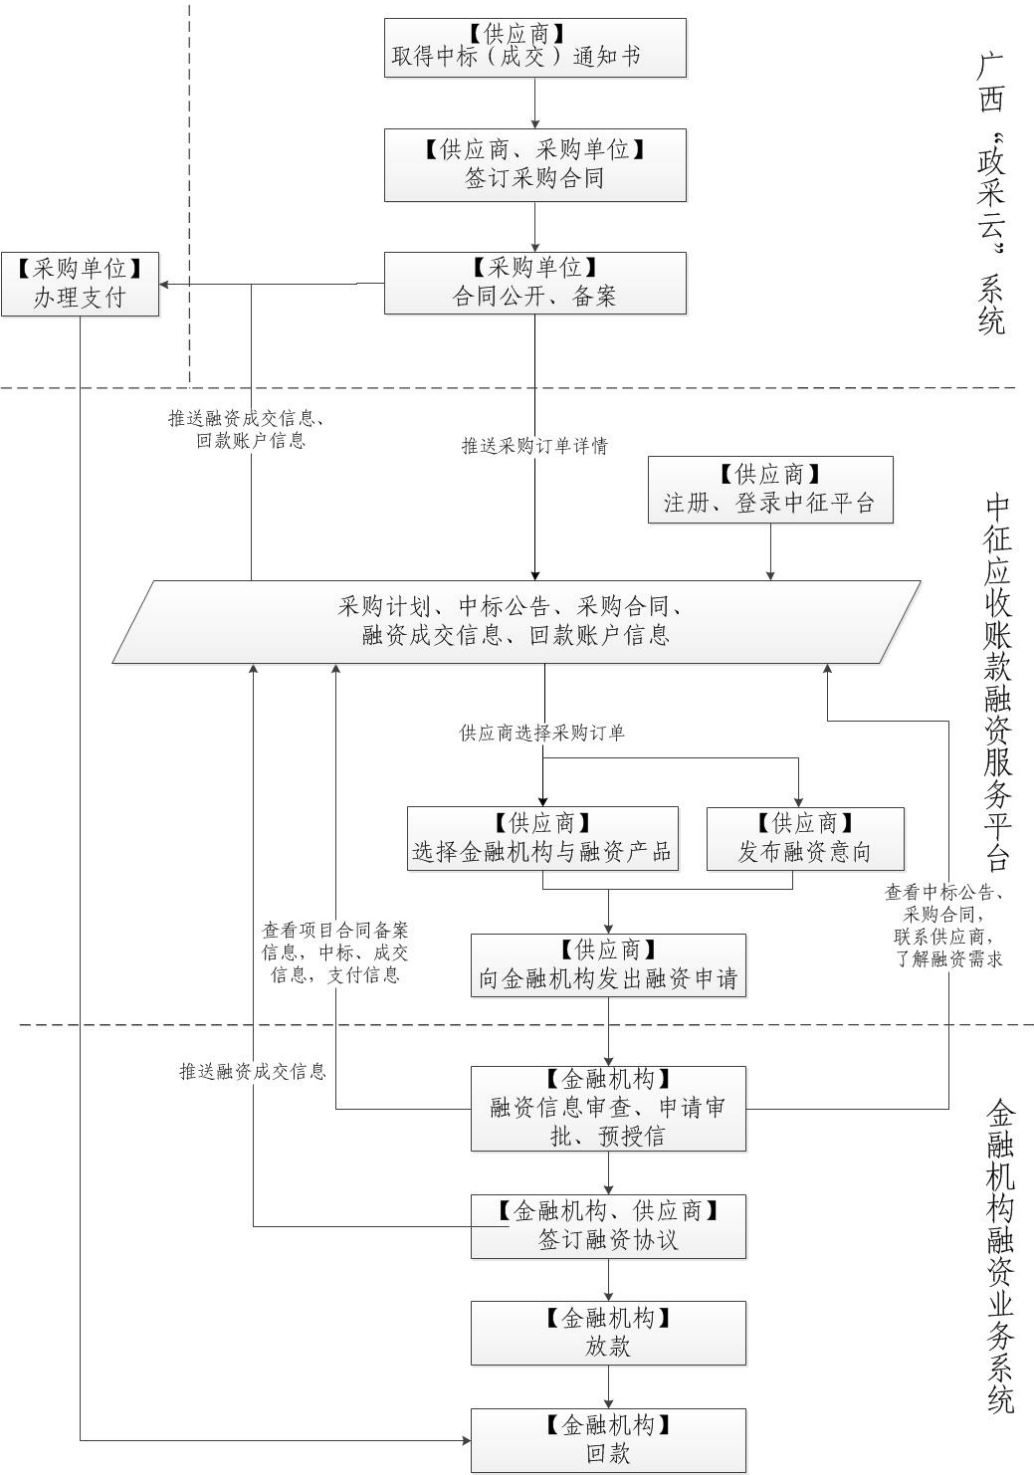 【供应商】
取得中标（成交）通知书
【供应商、采购单位】
签订采购合同
【采购单位】
办理支付
【采购单位】
合同公开、备案
广西“政采云”系统
推送融资成交信息、
回款账户信息
推送采购订单详情
【供应商】
注册、登录中征平台
采购计划、中标公告、采购合同、
融资成交信息、回款账户信息
中征应收账款融资服务平台
供应商选择采购订单
【供应商】
选择金融机构与融资产品
【供应商】
发布融资意向
查看中标公告、
采购合同，
联系供应商，
了解融资需求
查看项目合同备案
信息，中标、成交
信息，支付信息
【供应商】
向金融机构发出融资申请
推送融资成交信息
【金融机构】
融资信息审查、申请审
批、预授信
【金融机构、供应商】
签订融资协议
【金融机构】
放款
【金融机构】
回款
金融机构融资业务系统